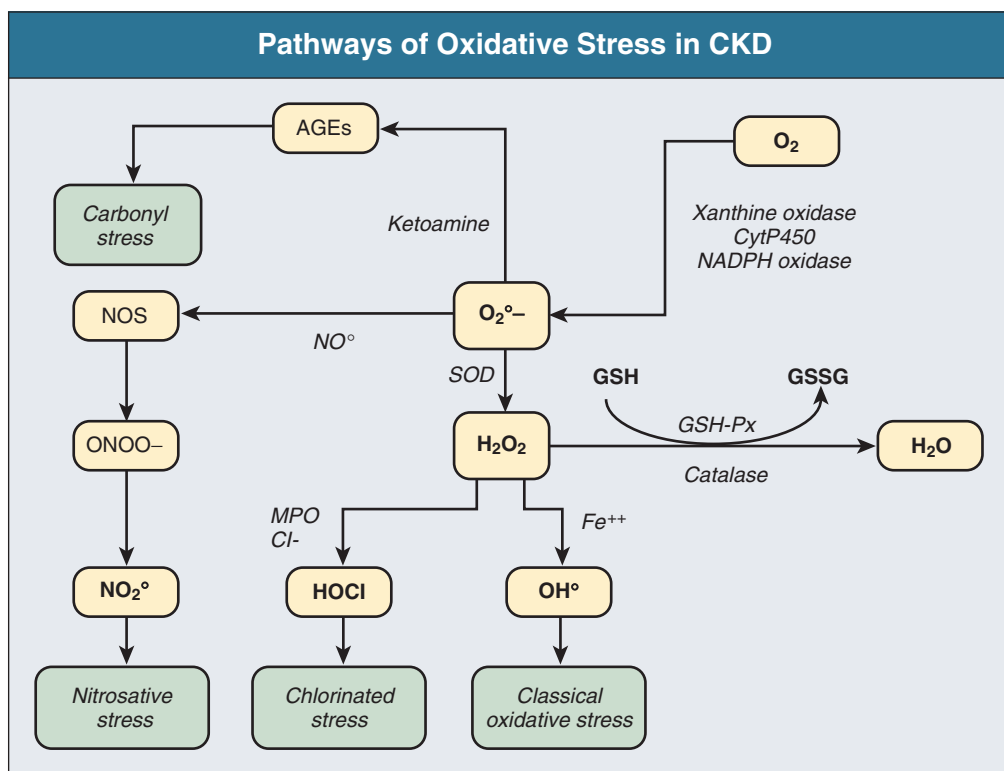 Pathways of Oxidative Stress in CKD
AGEs
O₂
Carbonyl
stress
Ketoamine
Xanthine oxidase
CytP450
NADPH oxidase
NOS
O₂°–
NO°
SOD
GSH
GSSG
ONOO–
H₂O₂
GSH-Px
H₂O
Catalase
MPO
Cl-
Fe⁺⁺
NO₂°
HOCl
OH°
Nitrosative
stress
Chlorinated
stress
Classical
oxidative stress